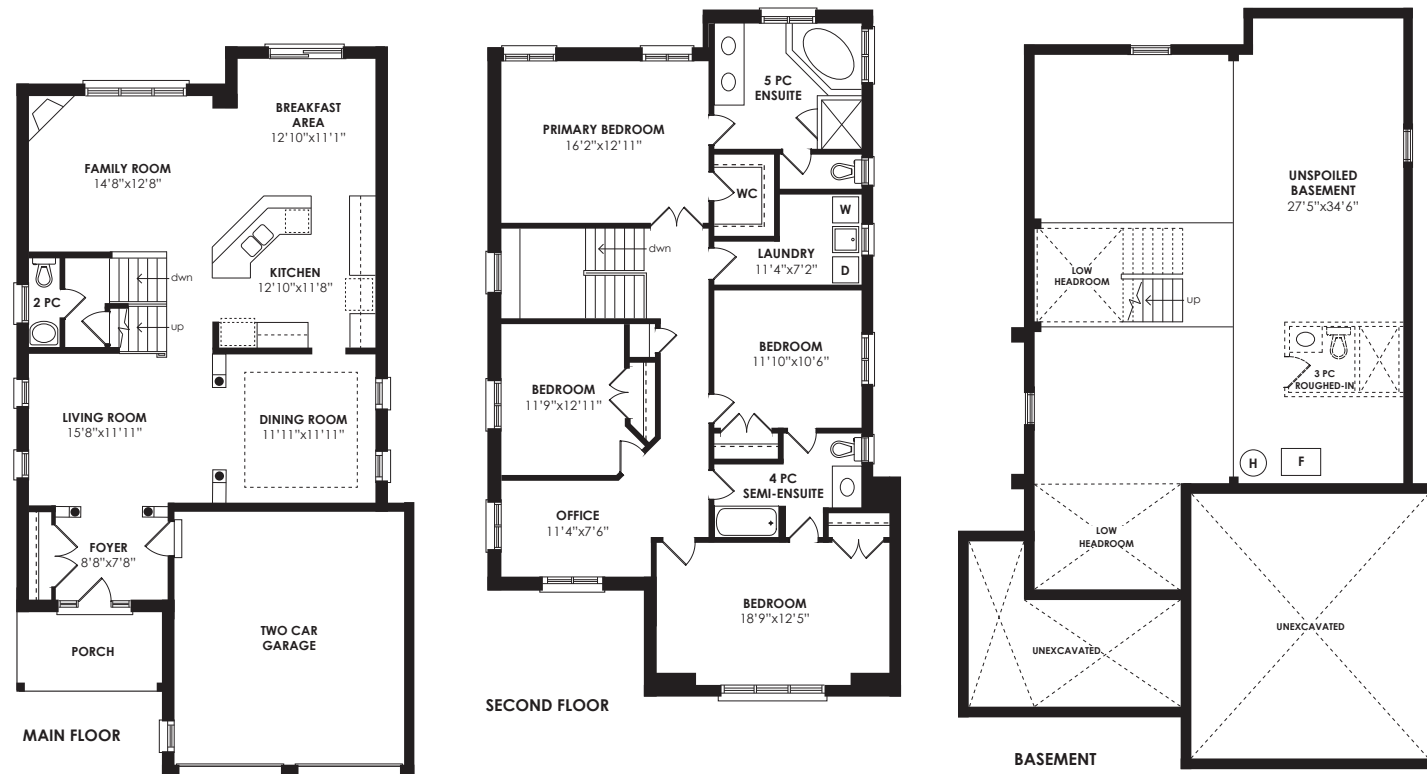 BREAKFAST
AREA
12'10"x11'1"
FAMILY ROOM
14'8"x12'8"
KITCHEN
12'10"x11'8"
dwn
2 PC
up
LIVING ROOM
15'8"x11'11"
DINING ROOM
11'11"x11'11"
FOYER
8'8"x7'8"
PORCH
TWO CAR
GARAGE
MAIN FLOOR
5 PC
ENSUITE
PRIMARY BEDROOM
16'2"x12'11"
WC
W
dwn
LAUNDRY
11'4"x7'2"
D
BEDROOM
11'10"x10'6"
BEDROOM
11'9"x12'11"
4 PC
SEMI-ENSUITE
OFFICE
11'4"x7'6"
BEDROOM
18'9"x12'5"
SECOND FLOOR
UNSPOILED
BASEMENT
27'5"x34'6"
LOW
HEADROOM
up
3 PC
ROUGHED-IN
H
F
LOW
HEADROOM
UNEXCAVATED
UNEXCAVATED
BASEMENT